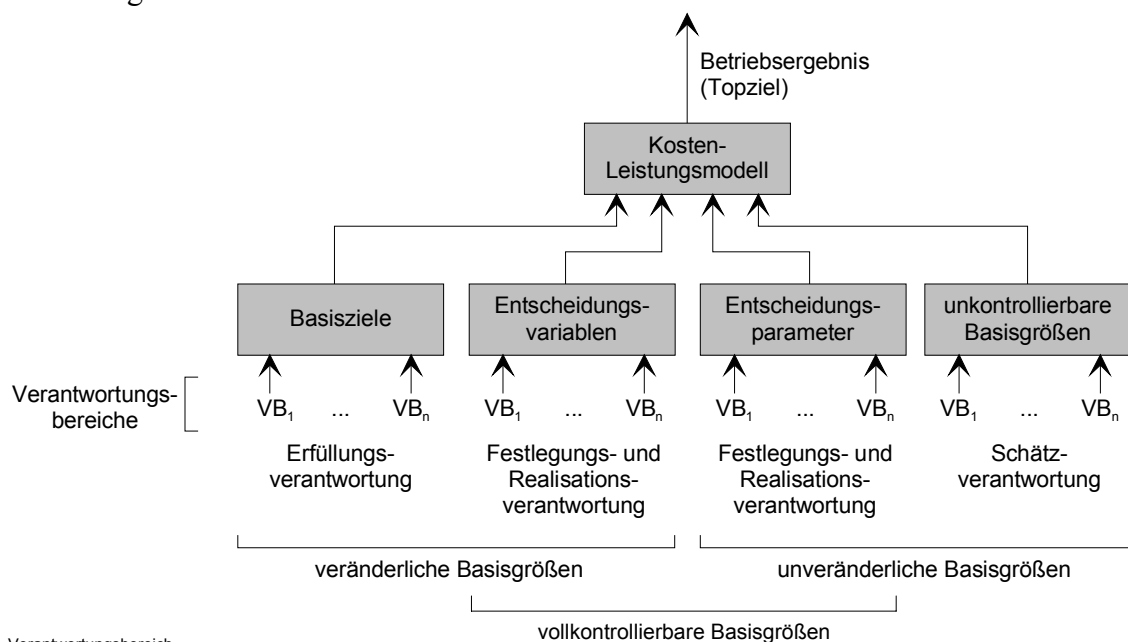 Betriebsergebnis
(Topziel)
Kosten-
Leistungsmodell
Basisziele
Entscheidungs-
variablen
Entscheidungs-
parameter
unkontrollierbare
Basisgrößen
Verantwortungs-
bereiche
VB1 ... VBn
VB1 ... VBn
VB1 ... VBn
VB1 ... VBn
Erfüllungs-
verantwortung
Festlegungs- und
Realisations-
verantwortung
Festlegungs- und
Realisations-
verantwortung
Schätz-
verantwortung
veränderliche Basisgrößen
unveränderliche Basisgrößen
vollkontrollierbare Basisgrößen